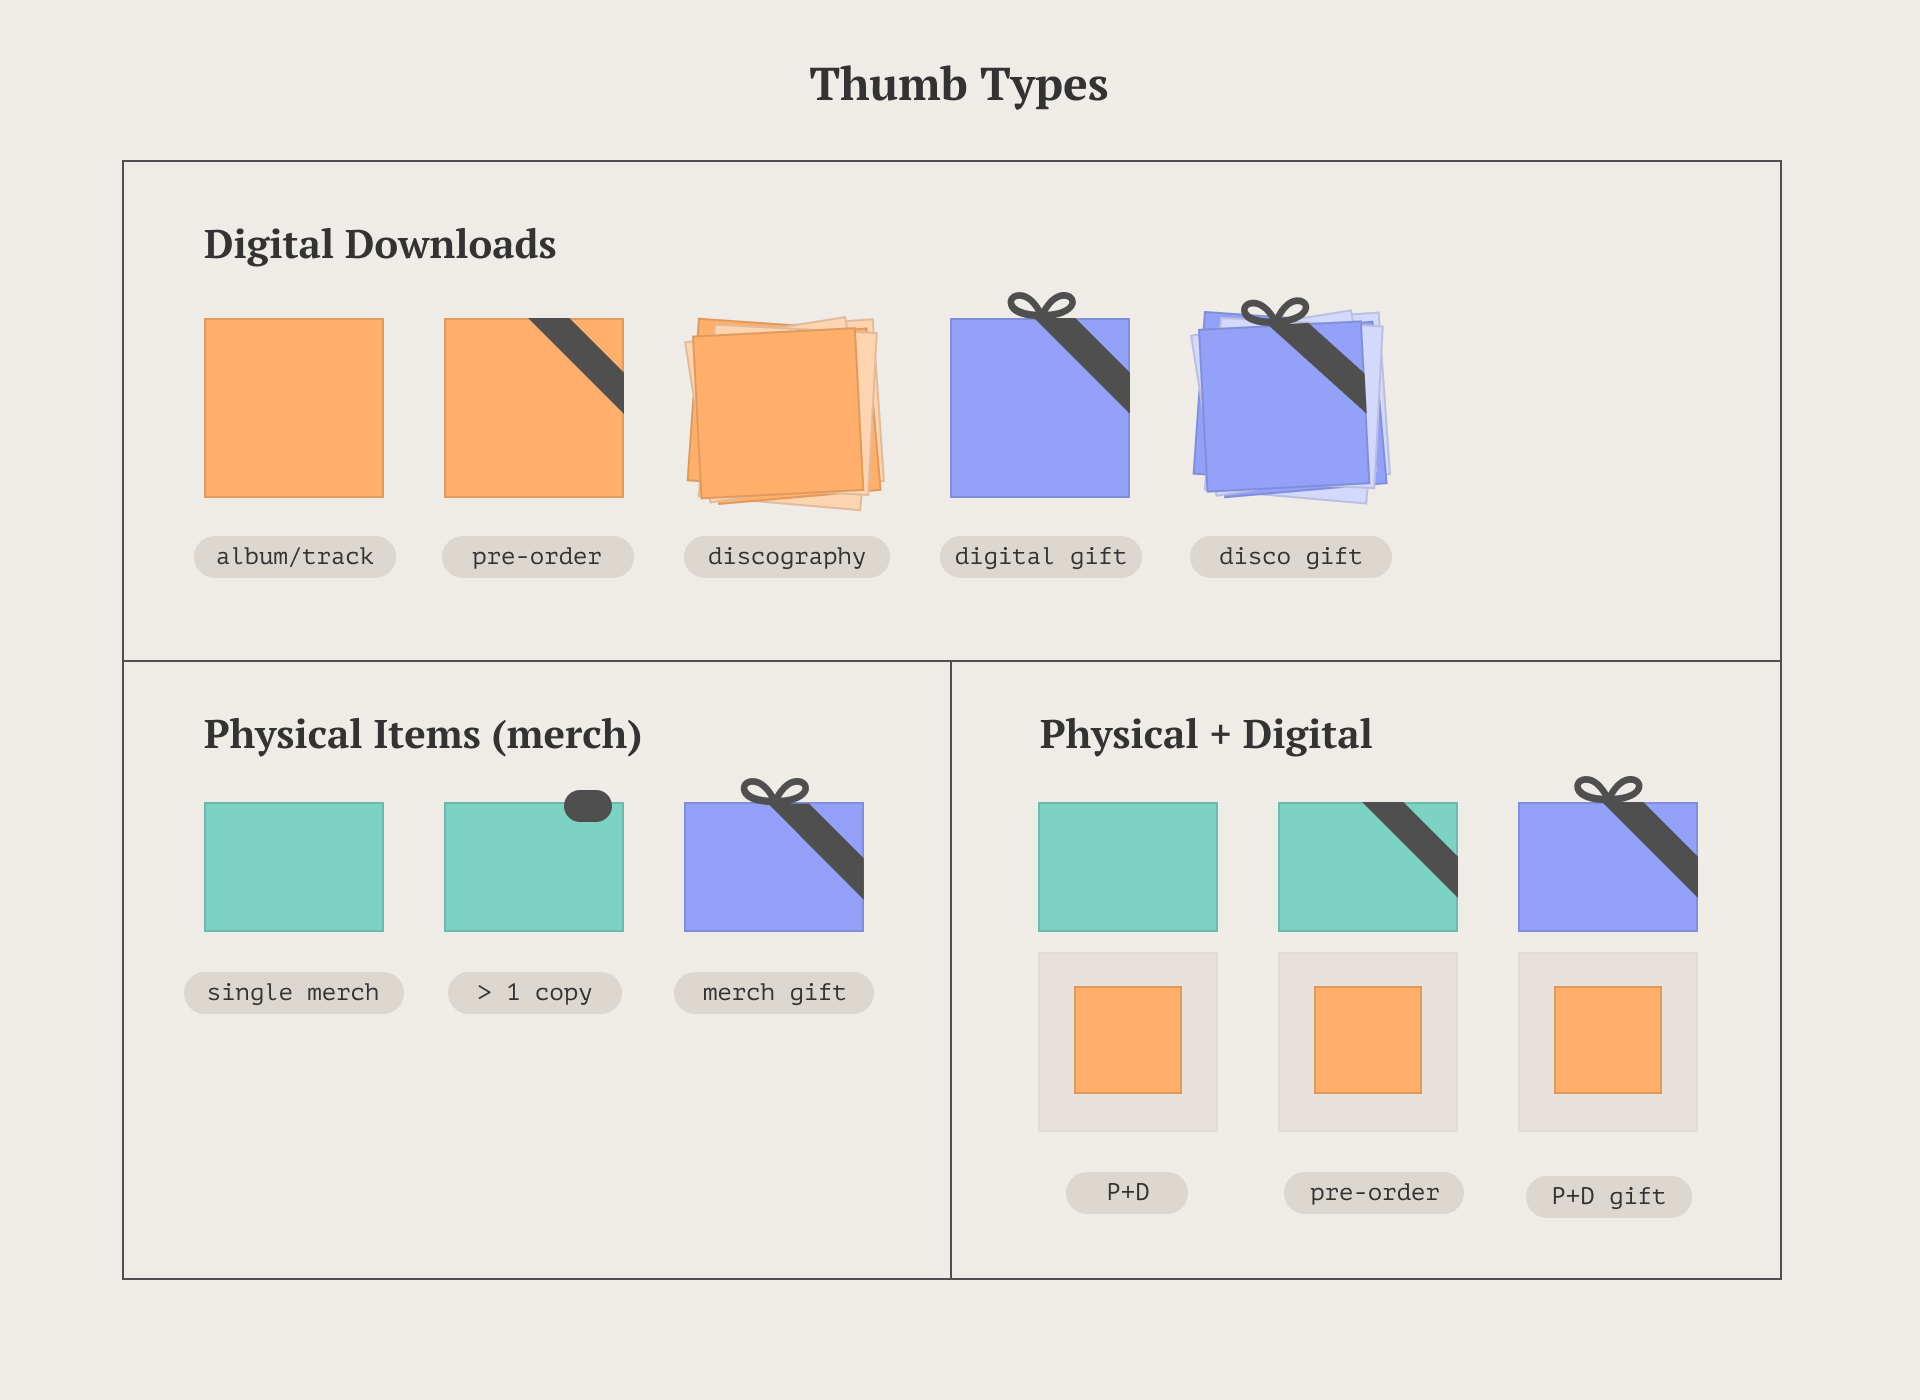 Thumb Types
Digital Downloads
album/track
pre-order
discography
digital gift
disco gift
Physical Items (merch)
single merch
> 1 copy
merch gift
Physical + Digital
P+D
pre-order
P+D gift